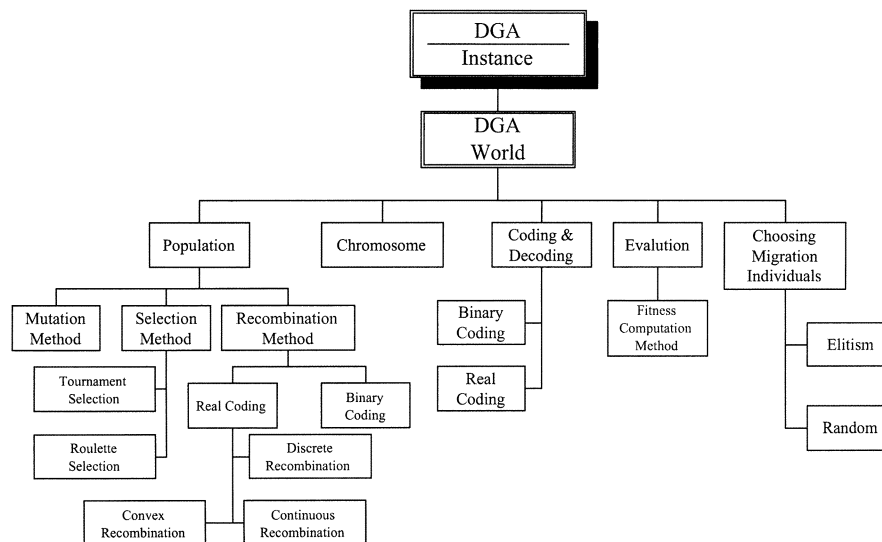 DGA
Instance
DGA
World
Population
Chromosome
Coding &
Decoding
Evalution
Choosing
Migration
Individuals
Mutation
Method
Selection
Method
Recombination
Method
Binary
Coding
Fitness
Computation
Method
Elitism
Tournament
Selection
Real Coding
Binary
Coding
Real
Coding
Random
Roulette
Selection
Discrete
Recombination
Convex
Recombination
Continuous
Recombination